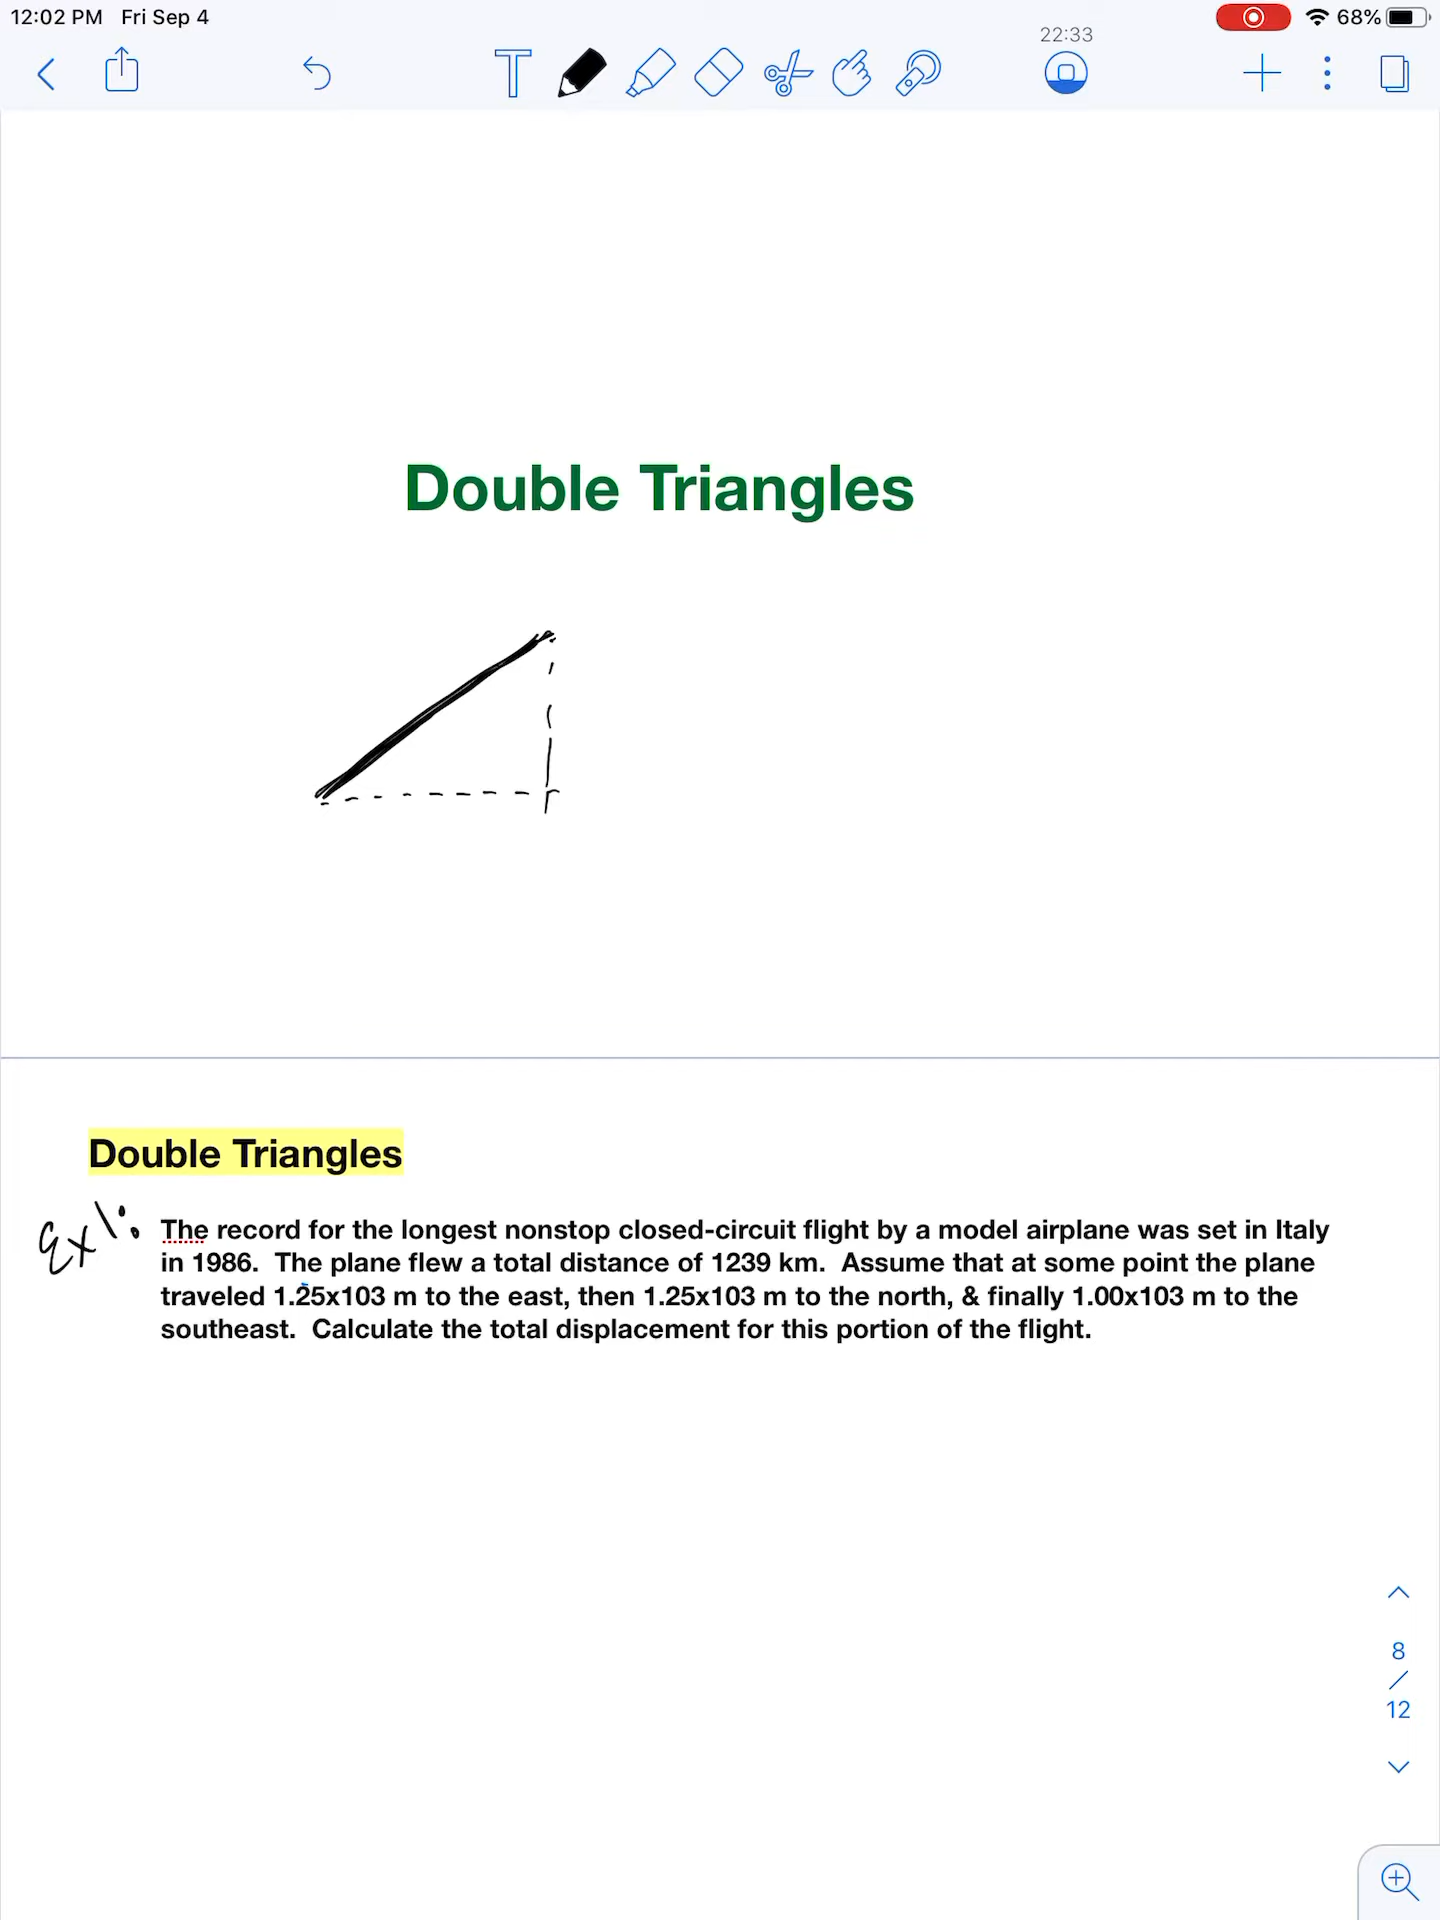 12:02 PM Fri Sep 4
68%
22:33
Double Triangles
Double Triangles
Ex1:
The record for the longest nonstop closed-circuit flight by a model airplane was set in Italy
in 1986. The plane flew a total distance of 1239 km. Assume that at some point the plane
traveled 1.25x103 m to the east, then 1.25x103 m to the north, & finally 1.00x103 m to the
southeast. Calculate the total displacement for this portion of the flight.
8
/
12